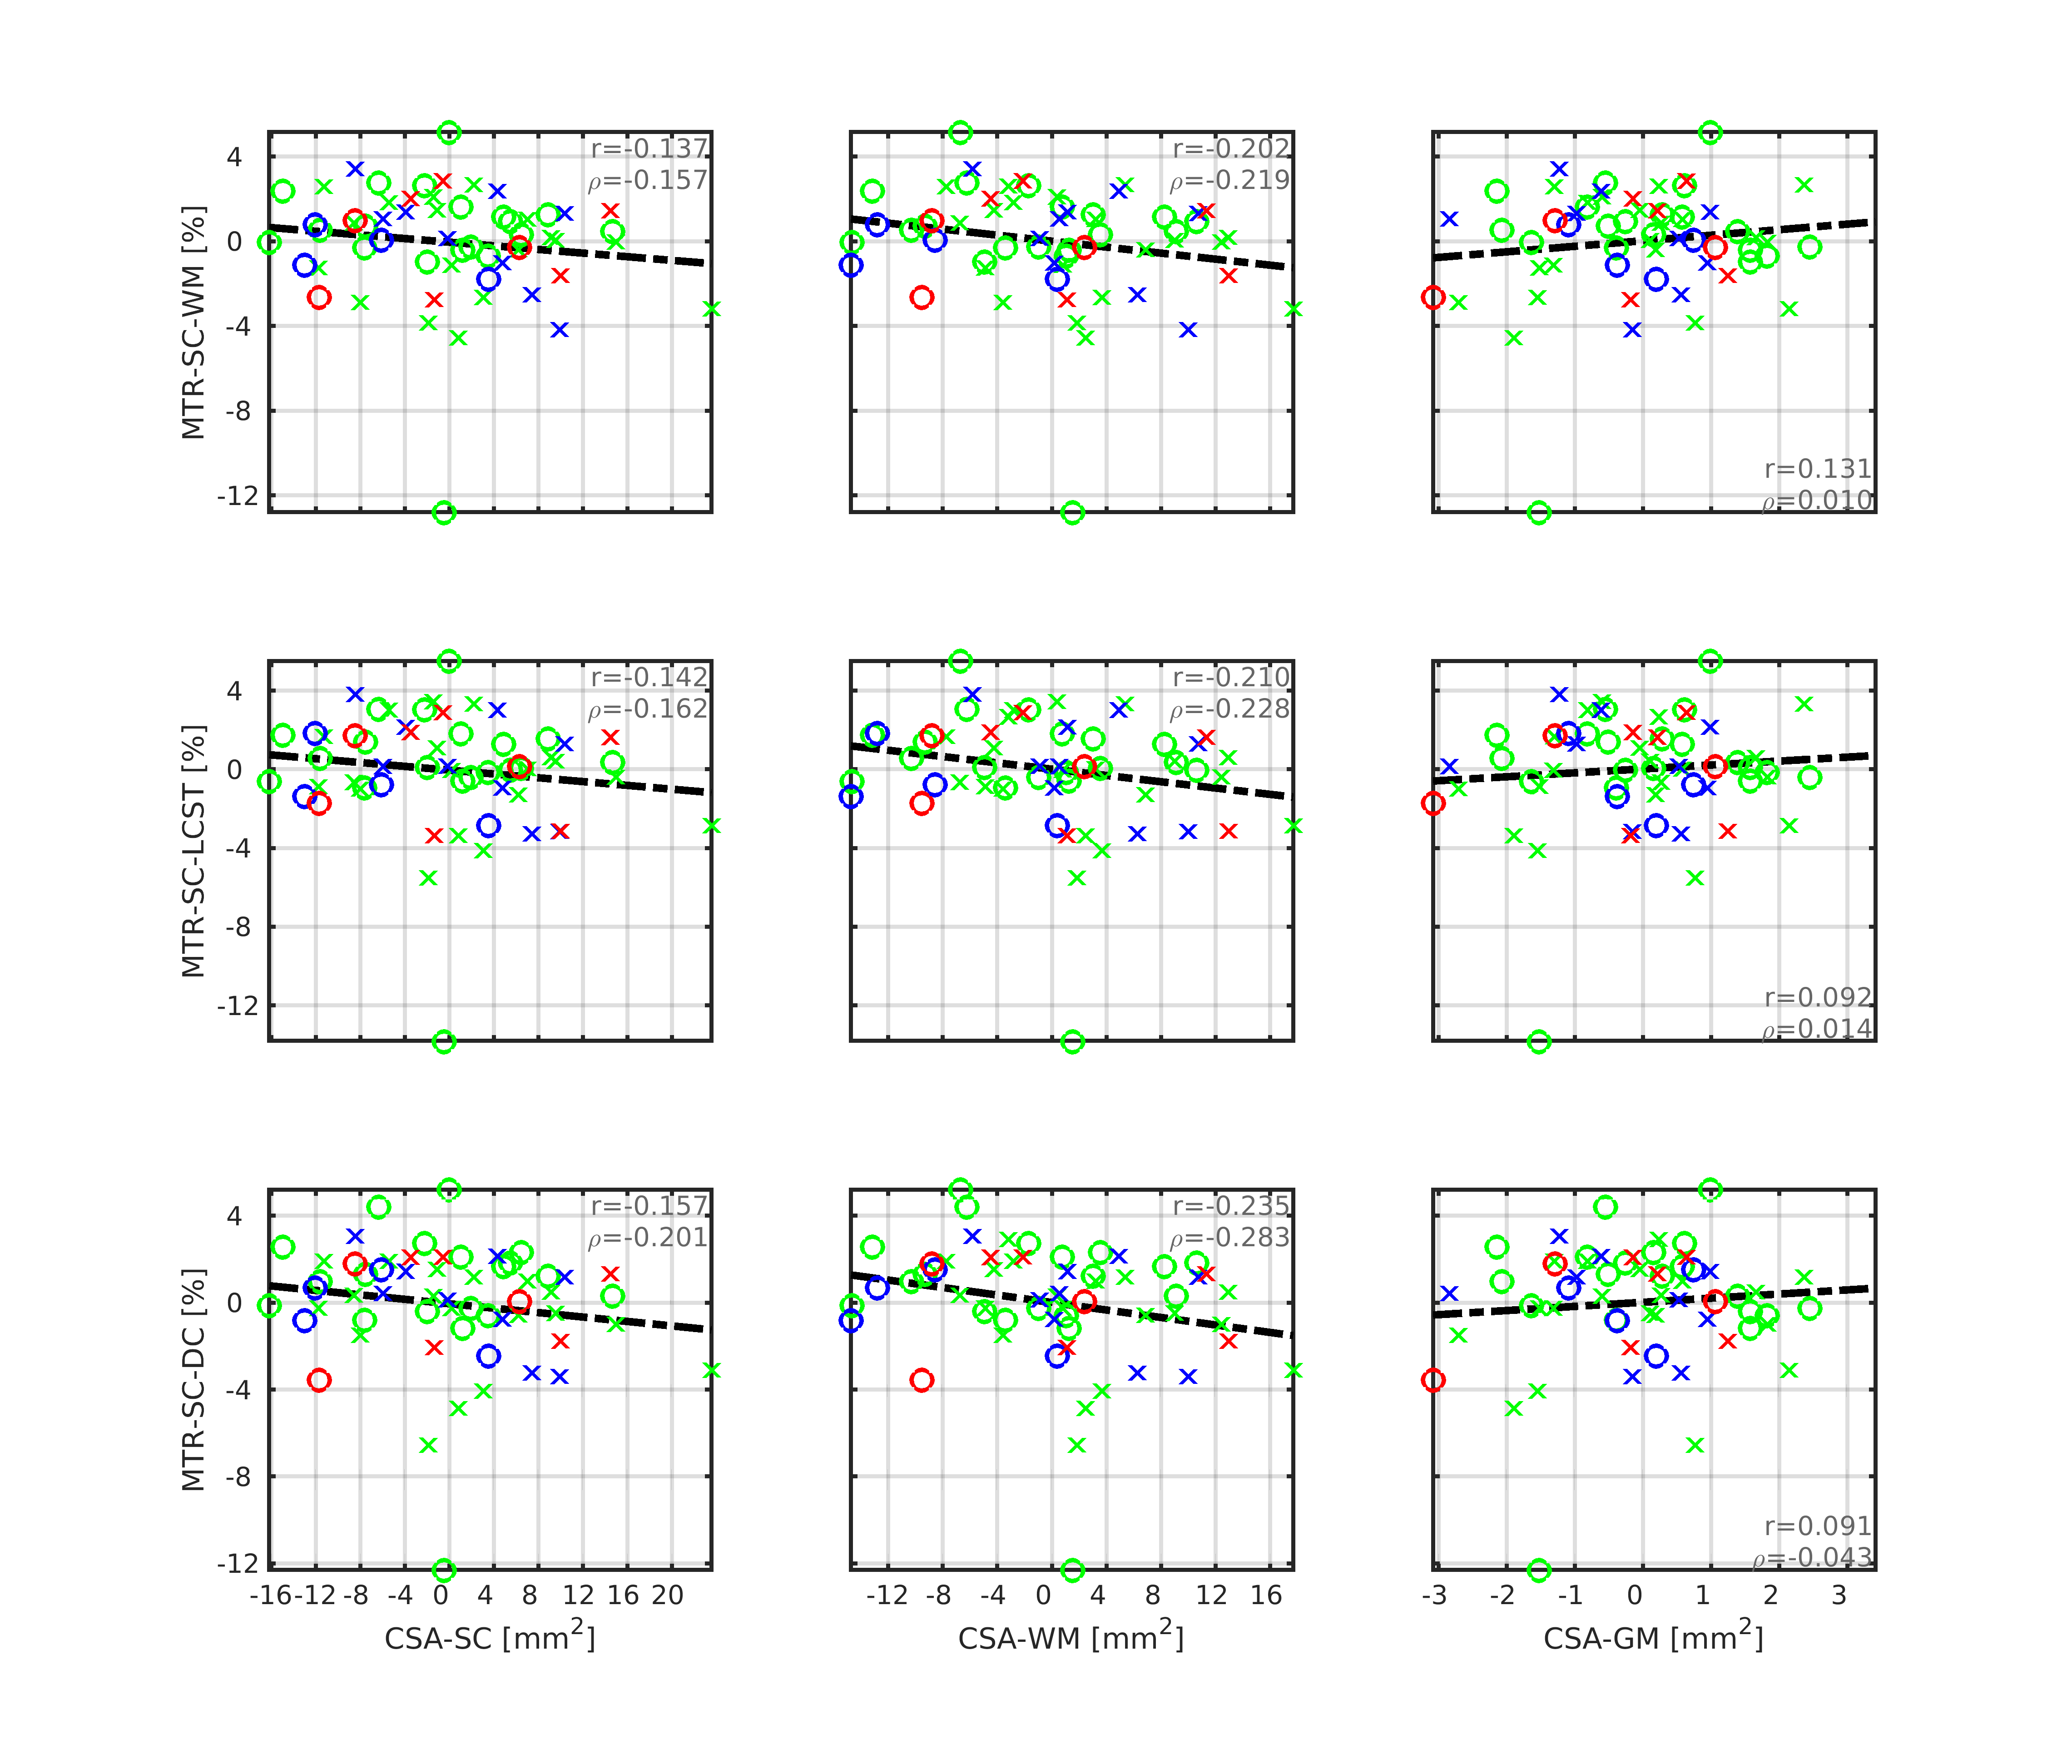 MTR-SC-WM [%]
4
0
-4
-8
-12
r=-0.137
ρ=-0.157
r=-0.202
ρ=-0.219
r=0.131
ρ=0.010
MTR-SC-LCST [%]
4
0
-4
-8
-12
r=-0.142
ρ=-0.162
r=-0.210
ρ=-0.228
r=0.092
ρ=0.014
MTR-SC-DC [%]
4
0
-4
-8
-12
r=-0.157
ρ=-0.201
r=-0.235
ρ=-0.283
r=0.091
ρ=-0.043
-16 -12 -8 -4 0 4 8 12 16 20
CSA-SC [mm²]
-12 -8 -4 0 4 8 12 16
CSA-WM [mm²]
-3 -2 -1 0 1 2 3
CSA-GM [mm²]